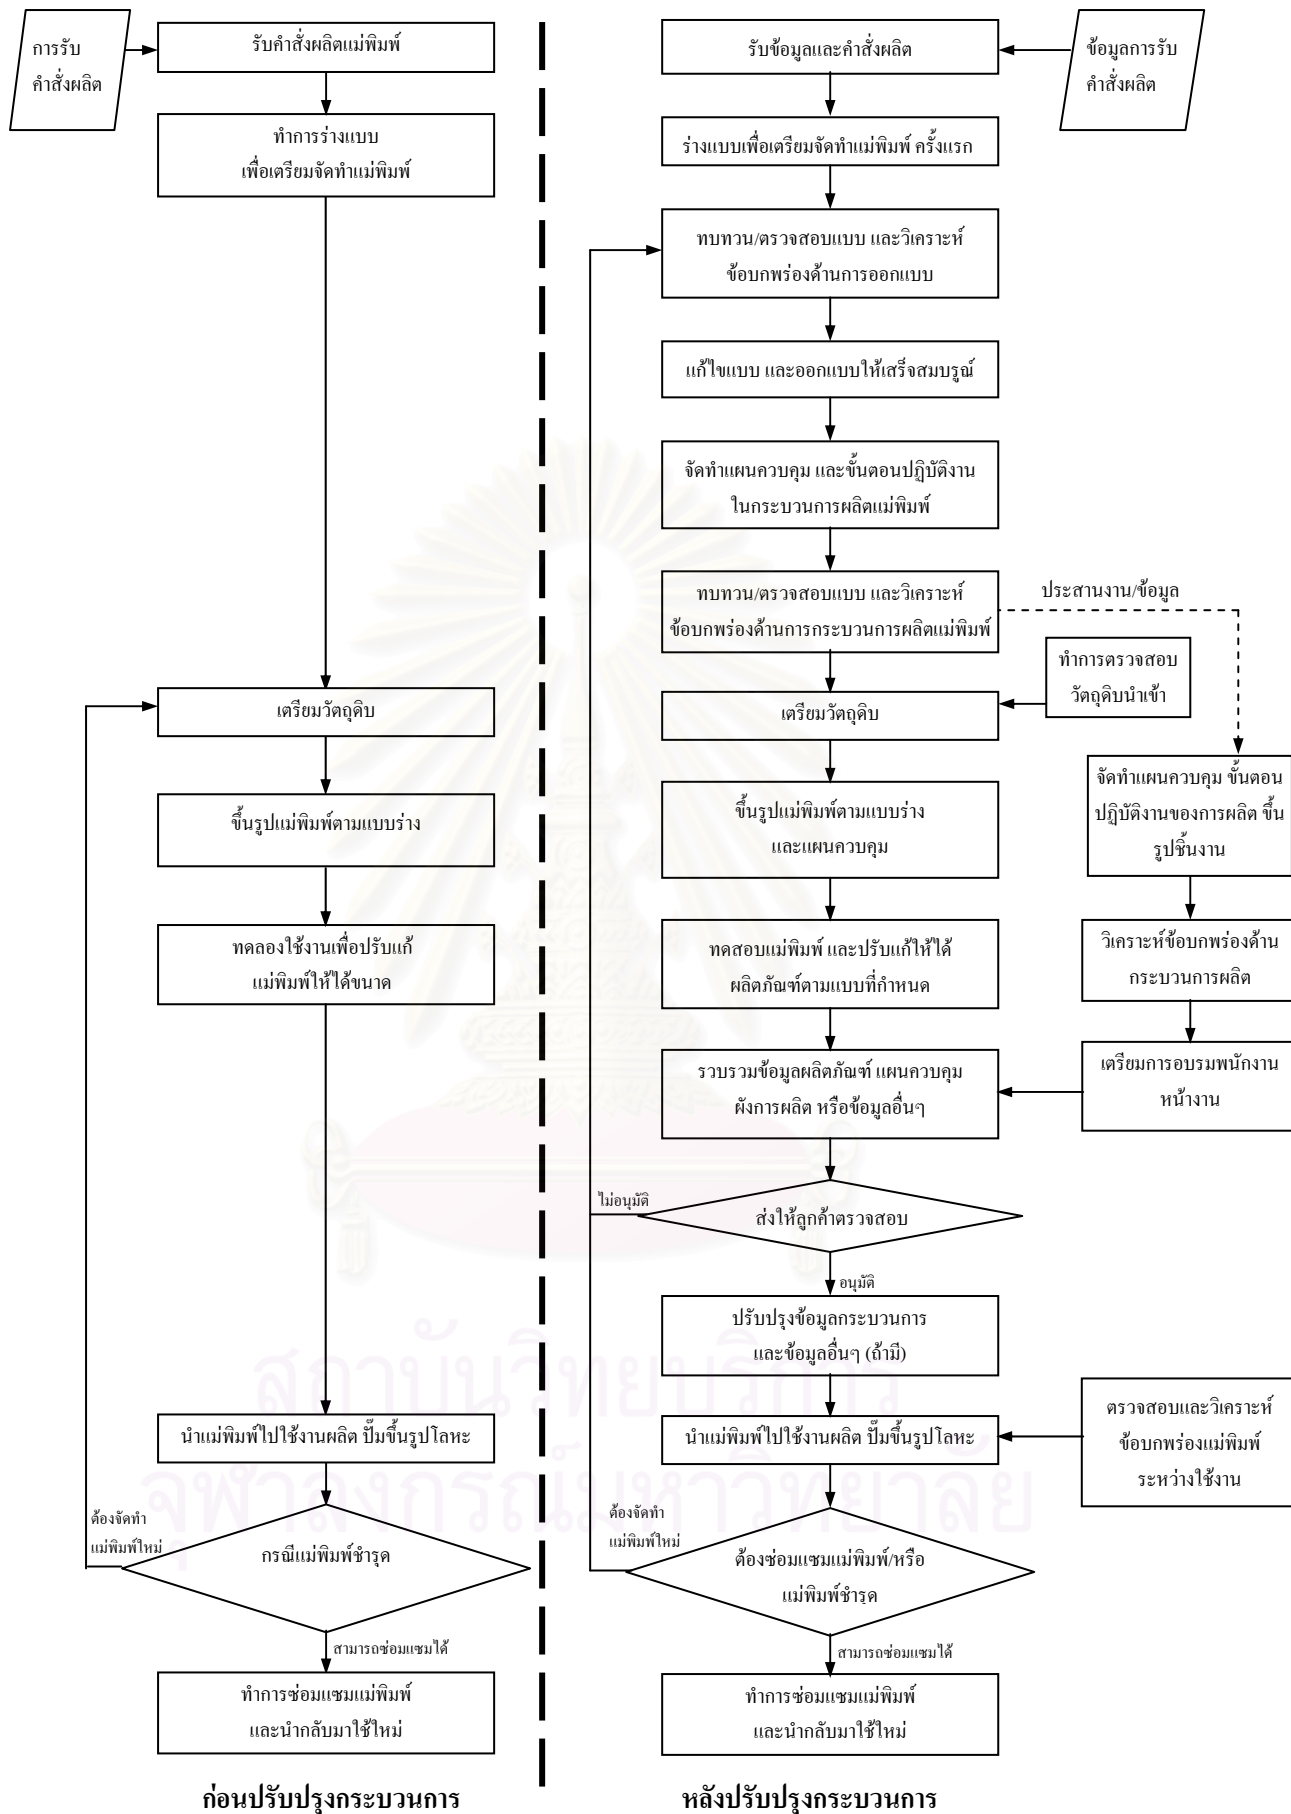 การรับ
คำสั่งผลิต
รับคำสั่งผลิตแม่พิมพ์
ทำการร่างแบบ
เพื่อเตรียมจัดทำแม่พิมพ์
เตรียมวัตถุดิบ
ขึ้นรูปแม่พิมพ์ตามแบบร่าง
ทดลองใช้งานเพื่อปรับแก้
แม่พิมพ์ให้ได้ขนาด
นำแม่พิมพ์ไปใช้งานผลิต ปั๊มขึ้นรูปโลหะ
ต้องจัดทำ
แม่พิมพ์ใหม่
กรณีแม่พิมพ์ชำรุด
สามารถซ่อมแซมได้
ทำการซ่อมแซมแม่พิมพ์
และนำกลับมาใช้ใหม่
ก่อนปรับปรุงกระบวนการ
รับข้อมูลและคำสั่งผลิต
ข้อมูลการรับ
คำสั่งผลิต
ร่างแบบเพื่อเตรียมจัดทำแม่พิมพ์ ครั้งแรก
ทบทวน/ตรวจสอบแบบ และวิเคราะห์
ข้อบกพร่องด้านการออกแบบ
แก้ไขแบบ และออกแบบให้เสร็จสมบรูณ์
จัดทำแผนควบคุม และขั้นตอนปฏิบัติงาน
ในกระบวนการผลิตแม่พิมพ์
ทบทวน/ตรวจสอบแบบ และวิเคราะห์
ข้อบกพร่องด้านการกระบวนการผลิตแม่พิมพ์
ประสานงาน/ข้อมูล
ทำการตรวจสอบ
วัตถุดิบนำเข้า
เตรียมวัตถุดิบ
จัดทำแผนควบคุม ขั้นตอน
ปฏิบัติงานของการผลิต ขึ้น
รูปชิ้นงาน
ขึ้นรูปแม่พิมพ์ตามแบบร่าง
และแผนควบคุม
วิเคราะห์ข้อบกพร่องด้าน
กระบวนการผลิต
ทดสอบแม่พิมพ์ และปรับแก้ให้ได้
ผลิตภัณฑ์ตามแบบที่กำหนด
เตรียมการอบรมพนักงาน
หน้างาน
รวบรวมข้อมูลผลิตภัณฑ์ แผนควบคุม
ผังการผลิต หรือข้อมูลอื่นๆ
ไม่อนุมัติ
ส่งให้ลูกค้าตรวจสอบ
อนุมัติ
ปรับปรุงข้อมูลกระบวนการ
และข้อมูลอื่นๆ (ถ้ามี)
นำแม่พิมพ์ไปใช้งานผลิต ปั๊มขึ้นรูปโลหะ
ตรวจสอบและวิเคราะห์
ข้อบกพร่องแม่พิมพ์
ระหว่างใช้งาน
ต้องจัดทำ
แม่พิมพ์ใหม่
ต้องซ่อมแซมแม่พิมพ์/หรือ
แม่พิมพ์ชำรุด
สามารถซ่อมแซมได้
ทำการซ่อมแซมแม่พิมพ์
และนำกลับมาใช้ใหม่
หลังปรับปรุงกระบวนการ
สถาบันวิทยบริการ
จุฬาลงกรณ์มหาวิทยาลัย